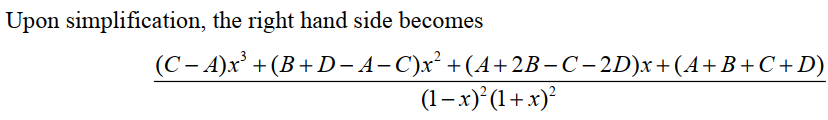 Upon simplification, the right hand side becomes
(C − A)x³ + (B + D − A − C)x² + (A + 2B − C − 2D)x + (A + B + C + D)
(1 − x)²(1 + x)²